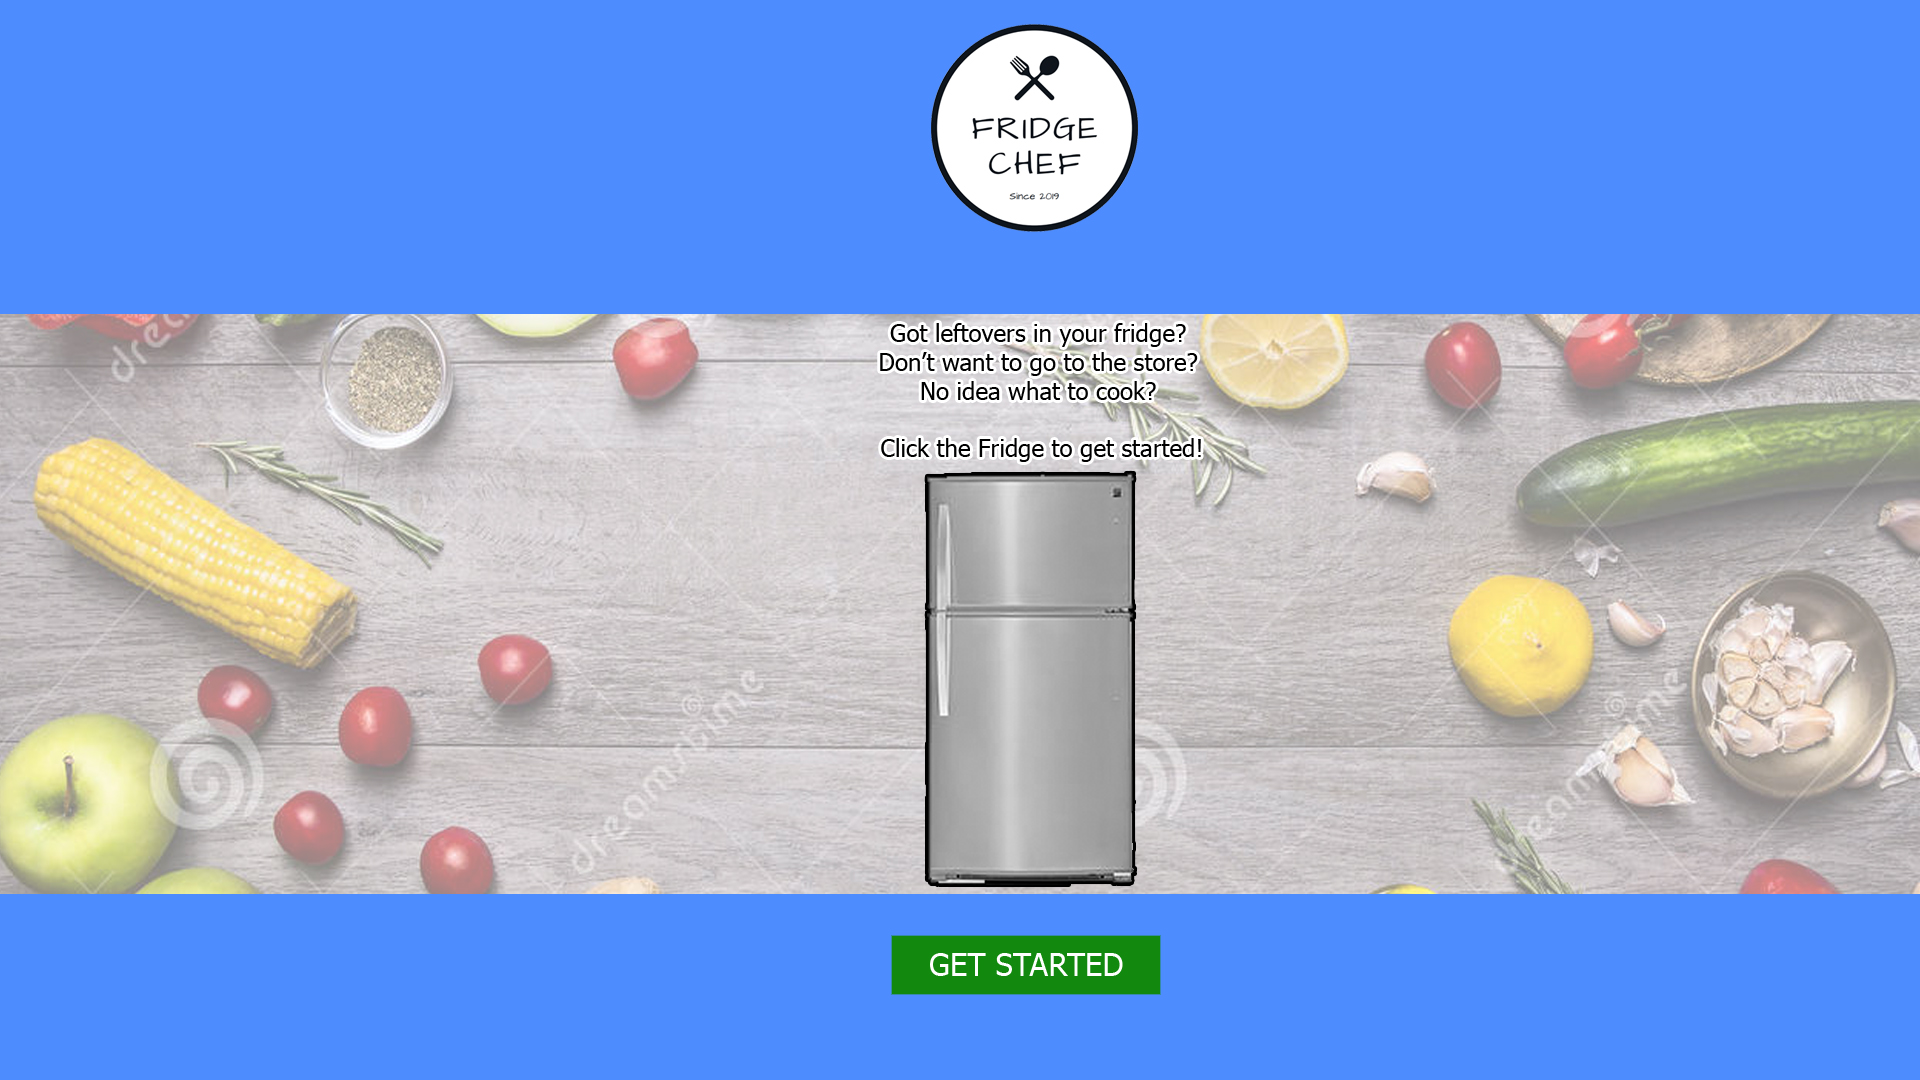 FRIDGE
CHEF
Since 2019
Got leftovers in your fridge?
Don’t want to go to the store?
No idea what to cook?
Click the Fridge to get started!
dreamstime
dreamstime
GET STARTED